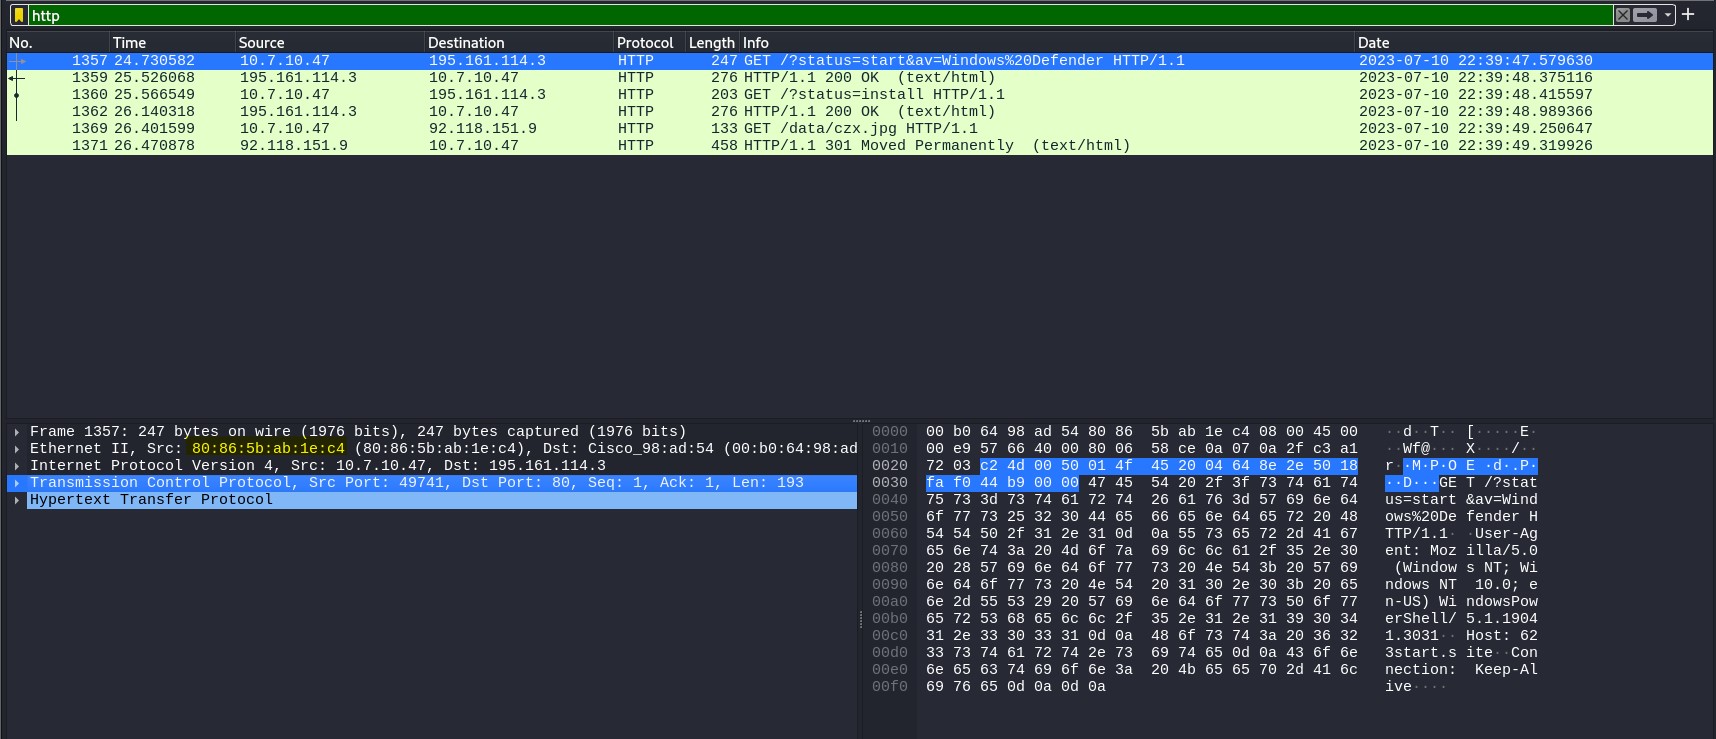 http
No. Time Source Destination Protocol Length Info Date
1357 24.730582 10.7.10.47 195.161.114.3 HTTP 247 GET /?status=start&av=Windows%20Defender HTTP/1.1 2023-07-10 22:39:47.579630
1359 25.526068 195.161.114.3 10.7.10.47 HTTP 276 HTTP/1.1 200 OK (text/html) 2023-07-10 22:39:48.375116
1360 25.566549 10.7.10.47 195.161.114.3 HTTP 203 GET /?status=install HTTP/1.1 2023-07-10 22:39:48.415597
1362 26.140318 195.161.114.3 10.7.10.47 HTTP 276 HTTP/1.1 200 OK (text/html) 2023-07-10 22:39:48.989366
1369 26.401599 10.7.10.47 92.118.151.9 HTTP 133 GET /data/czx.jpg HTTP/1.1 2023-07-10 22:39:49.250647
1371 26.470878 92.118.151.9 10.7.10.47 HTTP 458 HTTP/1.1 301 Moved Permanently (text/html) 2023-07-10 22:39:49.319926
Frame 1357: 247 bytes on wire (1976 bits), 247 bytes captured (1976 bits)
Ethernet II, Src: 80:86:5b:ab:1e:c4 (80:86:5b:ab:1e:c4), Dst: Cisco_98:ad:54 (00:b0:64:98:ad
Internet Protocol Version 4, Src: 10.7.10.47, Dst: 195.161.114.3
Transmission Control Protocol, Src Port: 49741, Dst Port: 80, Seq: 1, Ack: 1, Len: 193
Hypertext Transfer Protocol
0000 00 b0 64 98 ad 54 80 86 5b ab 1e c4 08 00 45 00 ··d··T·· [·····E·
0010 00 e9 57 66 40 00 80 06 58 ce 0a 07 0a 2f c3 a1 ··Wf@··· X····/··
0020 72 03 c2 4d 00 50 01 4f 45 20 04 64 8e 2e 50 18 r··M·P·O E ·d·.P·
0030 fa f0 44 b9 00 00 47 45 54 20 2f 3f 73 74 61 74 ··D···GE T /?stat
0040 75 73 3d 73 74 61 72 74 26 61 76 3d 57 69 6e 64 us=start &av=Wind
0050 6f 77 73 25 32 30 44 65 66 65 6e 64 65 72 20 48 ows%20De fender H
0060 54 54 50 2f 31 2e 31 0d 0a 55 73 65 72 2d 41 67 TTP/1.1· ·User-Ag
0070 65 6e 74 3a 20 4d 6f 7a 69 6c 6c 61 2f 35 2e 30 ent: Moz illa/5.0
0080 20 28 57 69 6e 64 6f 77 73 20 4e 54 3b 20 57 69 (Window s NT; Wi
0090 6e 64 6f 77 73 20 4e 54 20 31 30 2e 30 3b 20 65 ndows NT 10.0; e
00a0 6e 2d 55 53 29 20 57 69 6e 64 6f 77 73 50 6f 77 n-US) Wi ndowsPow
00b0 65 72 53 68 65 6c 6c 2f 35 2e 31 2e 31 39 30 34 erShell/ 5.1.1904
00c0 31 2e 33 30 33 31 0d 0a 48 6f 73 74 3a 20 36 32 1.3031·· Host: 62
00d0 33 73 74 61 72 74 2e 73 69 74 65 0d 0a 43 6f 6e 3start.s ite··Con
00e0 6e 65 63 74 69 6f 6e 3a 20 4b 65 65 70 2d 41 6c nection: Keep-Al
00f0 69 76 65 0d 0a 0d 0a ive····